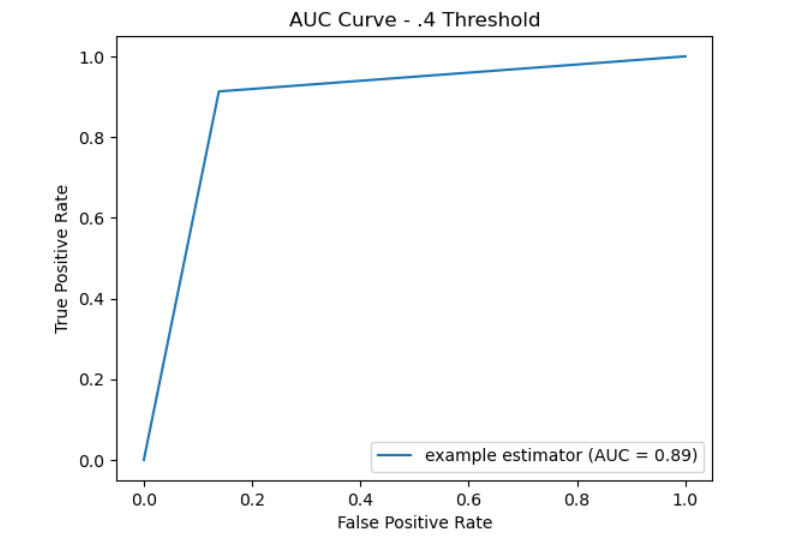 AUC Curve - .4 Threshold
1.0
0.8
0.6
0.4
0.2
0.0
True Positive Rate
example estimator (AUC = 0.89)
0.0 0.2 0.4 0.6 0.8 1.0
False Positive Rate